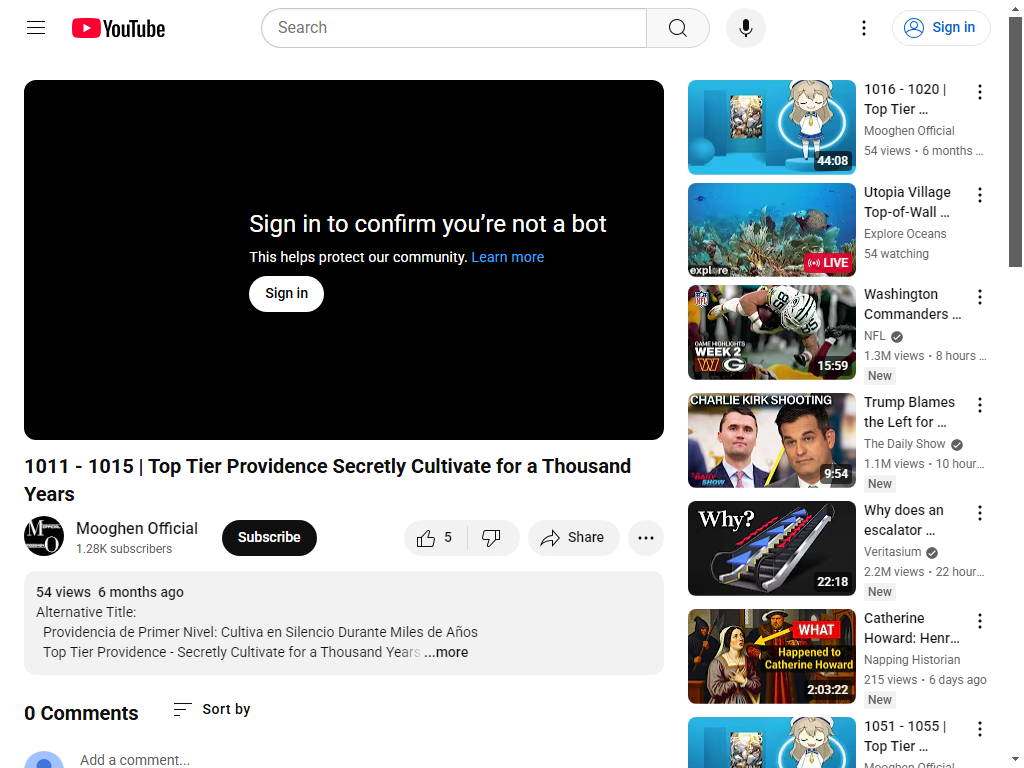 YouTube
Search
Sign in
Sign in to confirm you're not a bot
This helps protect our community. Learn more
Sign in
1011 - 1015 | Top Tier Providence Secretly Cultivate for a Thousand
Years
Mooghen Official
1.28K subscribers
Subscribe
5
Share
54 views 6 months ago
Alternative Title:
Providencia de Primer Nivel: Cultiva en Silencio Durante Miles de Años
Top Tier Providence - Secretly Cultivate for a Thousand Years ...more
0 Comments
Sort by
Add a comment...
44:08
1016 - 1020 |
Top Tier ...
Mooghen Official
54 views • 6 months ...
explore
LIVE
Utopia Village
Top-of-Wall ...
Explore Oceans
54 watching
NFL
GAME HIGHLIGHTS
WEEK 2
15:59
Washington
Commanders ...
NFL
1.3M views • 8 hours ...
New
CHARLIE KIRK SHOOTING
THE DAILY SHOW
9:54
Trump Blames
the Left for ...
The Daily Show
1.1M views • 10 hour...
New
Why?
22:18
Why does an
escalator ...
Veritasium
2.2M views • 22 hour...
New
WHAT
Happened to
Catherine Howard
2:03:22
Catherine
Howard: Henr...
Napping Historian
215 views • 6 days ago
New
1051 - 1055 |
Top Tier ...
Mooghen Official